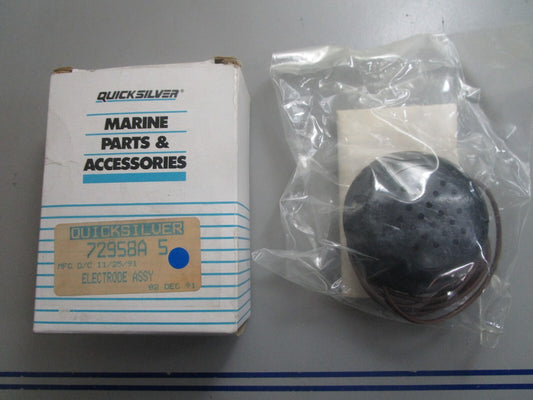 QUICKSILVER®
MARINE
PARTS &
ACCESSORIES
QUICKSILVER
72958A 5
MFG D/C 11/25/91
ELECTRODE ASSY
02 DEC 91